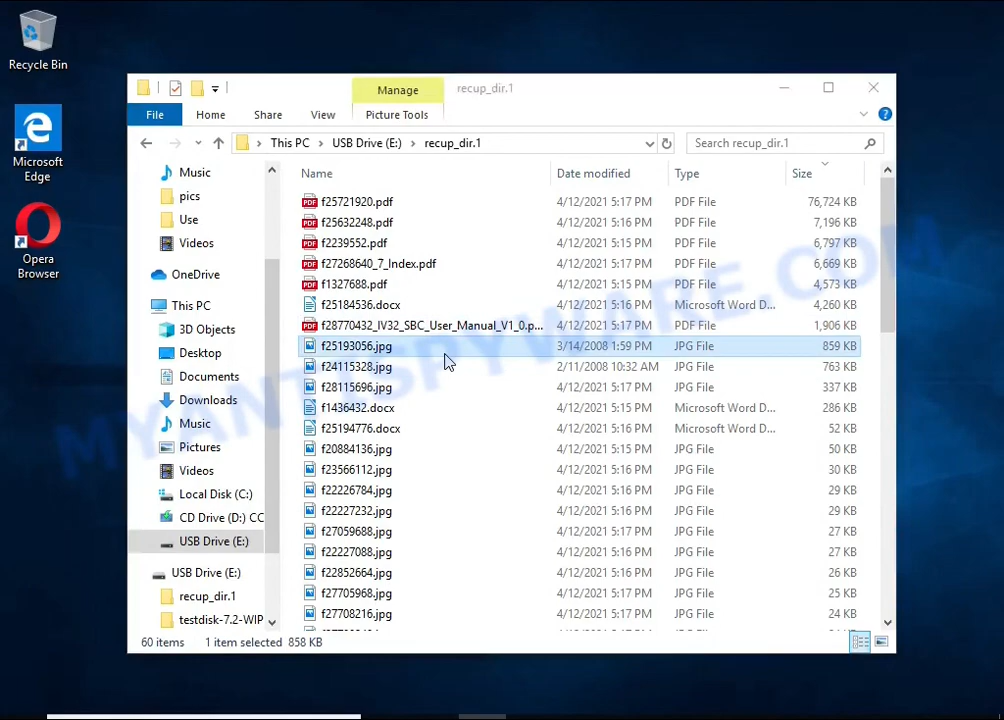 Recycle Bin
Microsoft
Edge
Opera
Browser
Manage recup_dir.1
File Home Share View Picture Tools
This PC USB Drive (E:) recup_dir.1 Search recup_dir.1
Music
pics
Use
Videos
OneDrive
This PC
3D Objects
Desktop
Documents
Downloads
Music
Pictures
Videos
Local Disk (C:)
CD Drive (D:) CC
USB Drive (E:)
USB Drive (E:)
recup_dir.1
testdisk-7.2-WIP
Name Date modified Type Size
f25721920.pdf 4/12/2021 5:17 PM PDF File 76,724 KB
f25632248.pdf 4/12/2021 5:17 PM PDF File 7,196 KB
f2239552.pdf 4/12/2021 5:15 PM PDF File 6,797 KB
f27268640_7_Index.pdf 4/12/2021 5:17 PM PDF File 6,669 KB
f1327688.pdf 4/12/2021 5:15 PM PDF File 4,573 KB
f25184536.docx 4/12/2021 5:16 PM Microsoft Word D... 4,260 KB
f28770432_IV32_SBC_User_Manual_V1_0.p... 4/12/2021 5:17 PM PDF File 1,906 KB
f25193056.jpg 3/14/2008 1:59 PM JPG File 859 KB
f24115328.jpg 2/11/2008 10:32 AM JPG File 763 KB
f28115696.jpg 4/12/2021 5:17 PM JPG File 337 KB
f1436432.docx 4/12/2021 5:15 PM Microsoft Word D... 286 KB
f25194776.docx 4/12/2021 5:16 PM Microsoft Word D... 52 KB
f20884136.jpg 4/12/2021 5:15 PM JPG File 50 KB
f23566112.jpg 4/12/2021 5:16 PM JPG File 30 KB
f22226784.jpg 4/12/2021 5:16 PM JPG File 29 KB
f22227232.jpg 4/12/2021 5:16 PM JPG File 29 KB
f27059688.jpg 4/12/2021 5:17 PM JPG File 27 KB
f22227088.jpg 4/12/2021 5:16 PM JPG File 27 KB
f22852664.jpg 4/12/2021 5:16 PM JPG File 26 KB
f27705968.jpg 4/12/2021 5:17 PM JPG File 25 KB
f27708216.jpg 4/12/2021 5:17 PM JPG File 24 KB
60 items 1 item selected 858 KB
MYANTISPYWARE.COM